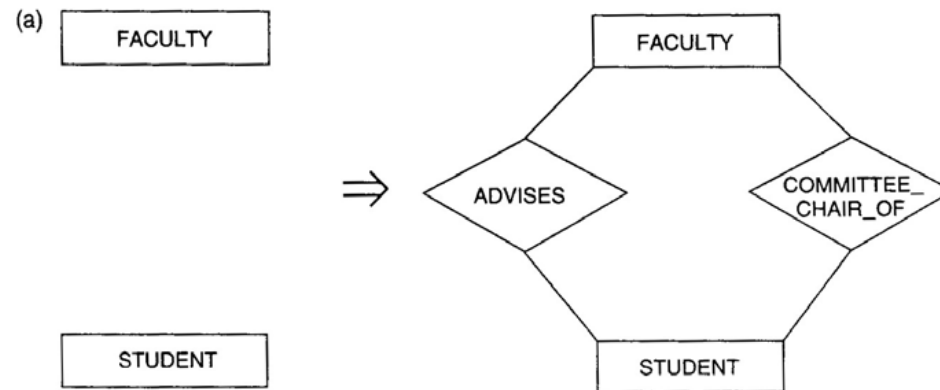 (a)
FACULTY
FACULTY
ADVISES
COMMITTEE_
CHAIR_OF
STUDENT
STUDENT